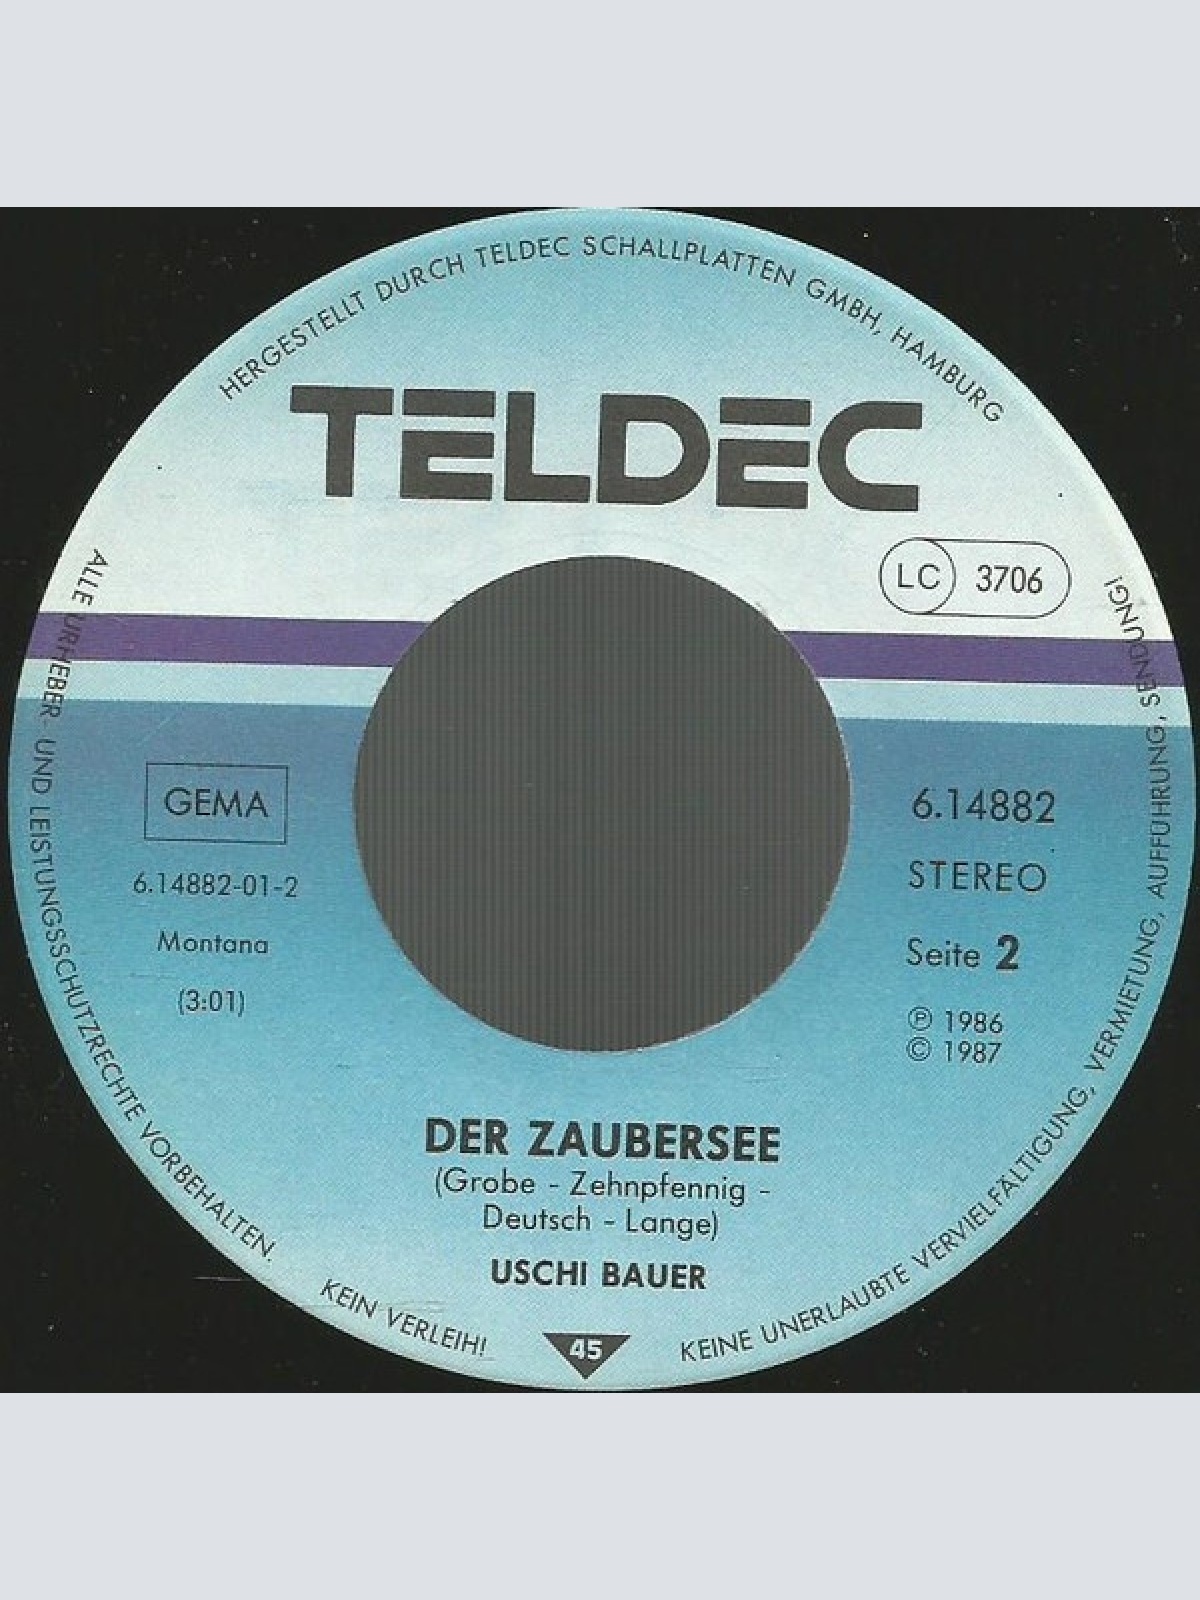 HERGESTELLT DURCH TELDEC SCHALLPLATTEN GMBH, HAMBURG
TELDEC
LC 3706
ALLE URHEBER- UND LEISTUNGSSCHUTZRECHTE VORBEHALTEN.
KEIN VERLEIH!
KEINE UNERLAUBTE VERVIELFÄLTIGUNG, VERMIETUNG, AUFFÜHRUNG, SENDUNG!
GEMA
6.14882-01-2
Montana
(3:01)
6.14882
STEREO
Seite 2
℗ 1986
© 1987
DER ZAUBERSEE
(Grobe - Zehnpfennig -
Deutsch - Lange)
USCHI BAUER
45